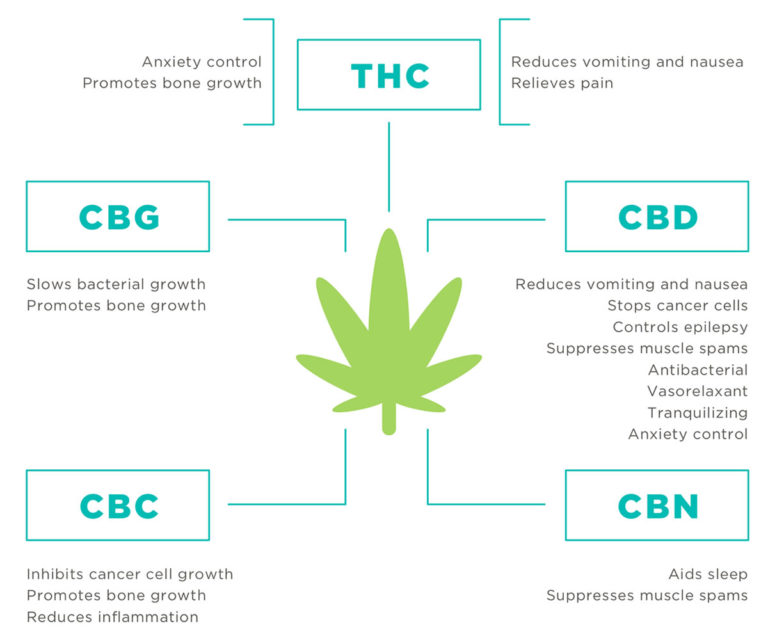 Anxiety control
Promotes bone growth
THC
Reduces vomiting and nausea
Relieves pain
CBG
Slows bacterial growth
Promotes bone growth
CBD
Reduces vomiting and nausea
Stops cancer cells
Controls epilepsy
Suppresses muscle spams
Antibacterial
Vasorelaxant
Tranquilizing
Anxiety control
CBC
Inhibits cancer cell growth
Promotes bone growth
Reduces inflammation
CBN
Aids sleep
Suppresses muscle spams